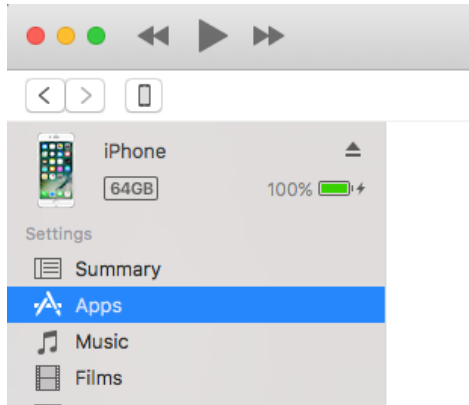 iPhone
64GB 100%
Settings
Summary
Apps
Music
Films